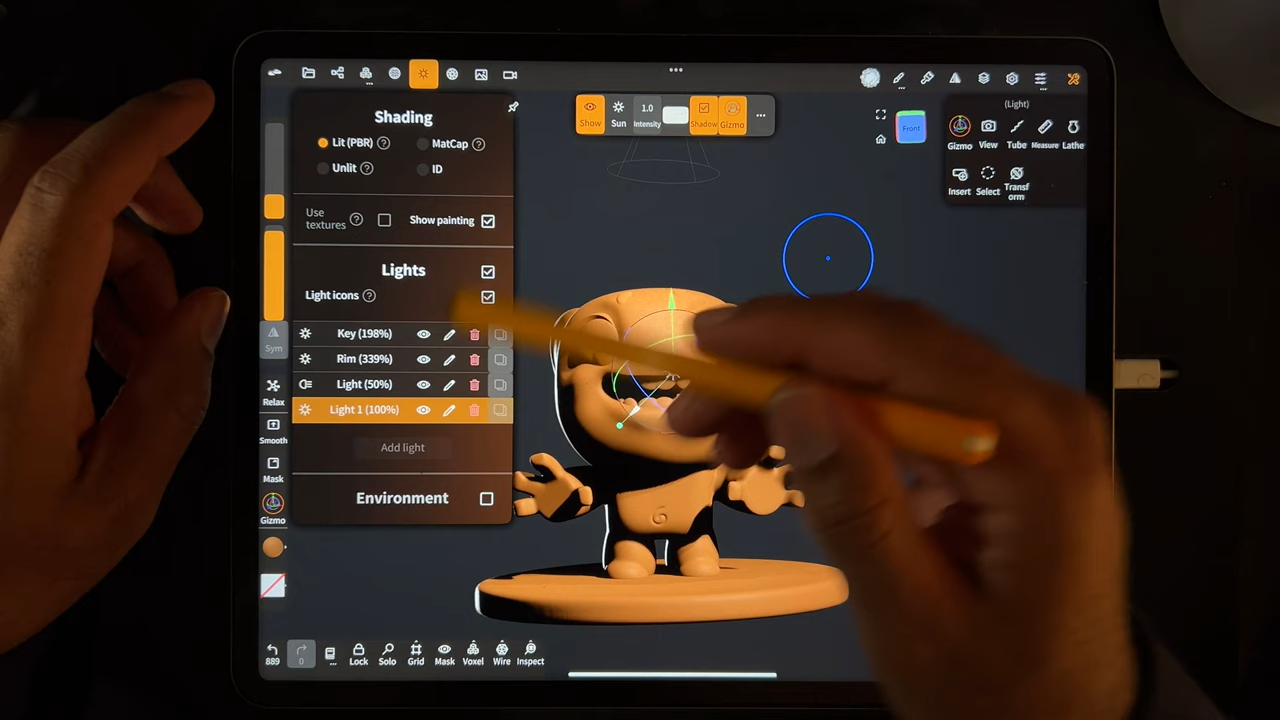 Shading
Lit (PBR) ? MatCap ?
Unlit ? ID
Use textures ? Show painting
Lights
Light icons ?
Key (198%)
Rim (339%)
Light (50%)
Light 1 (100%)
Add light
Environment
Show
Sun
1.0
Intensity
Shadow
Gizmo
Front
(Light)
Gizmo View Tube Measure Lathe
Insert Select Transf
orm
Sym
Relax
Smooth
Mask
Gizmo
889
0
Lock Solo Grid Mask Voxel Wire Inspect